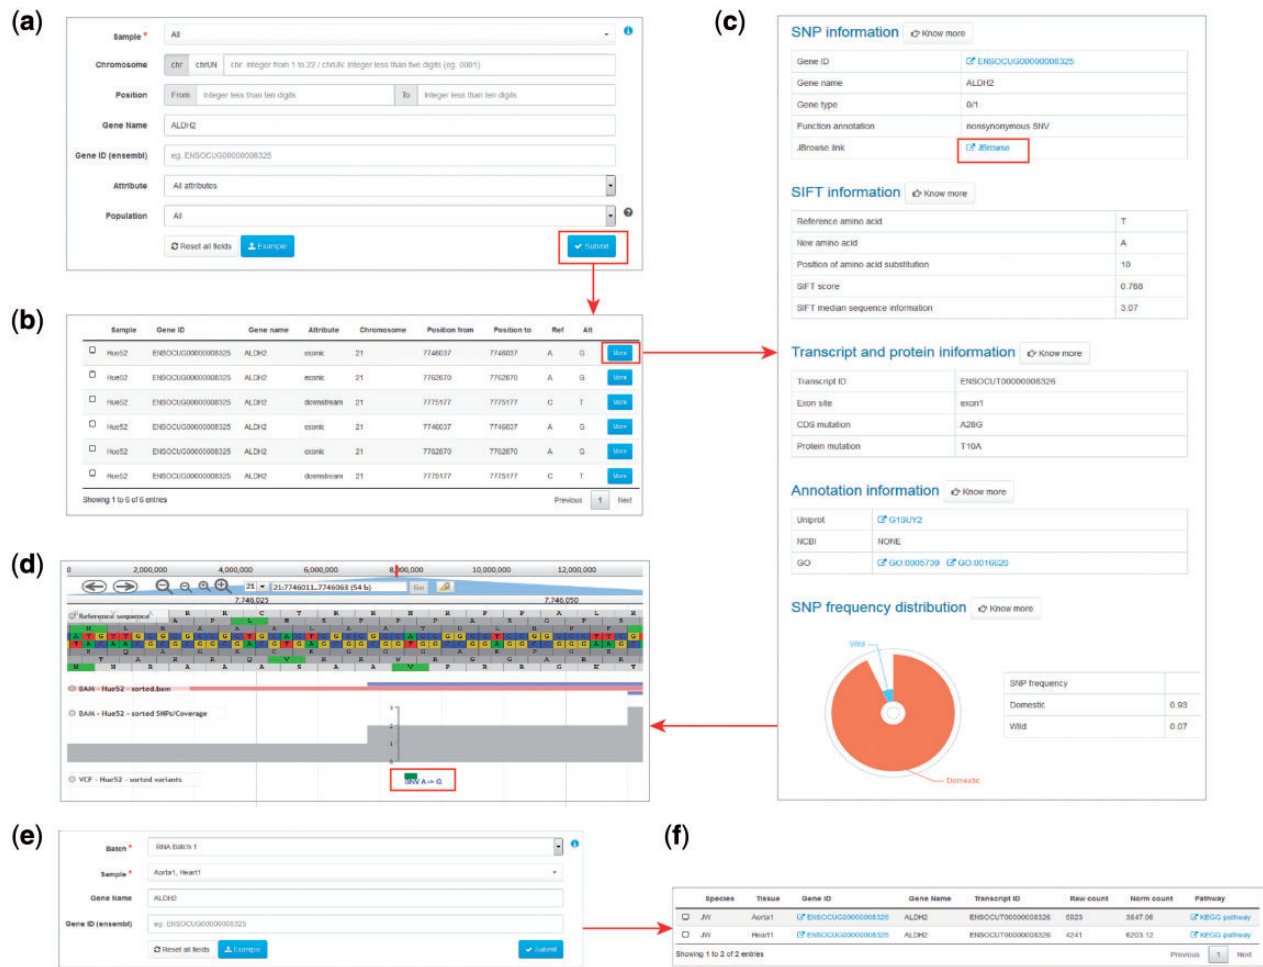 (a)
Sample * All
Chromosome chr chrUN chr: integer from 1 to 22 / chrUN: integer less than five digits (eg. 0001)
Position From integer less than ten digits To integer less than ten digits
Gene Name ALDH2
Gene ID (ensembl) eg. ENSOCUG00000008325
Attribute All attributes
Population All
Reset all fields Example Submit
(b)
Sample Gene ID Gene name Attribute Chromosome Position from Position to Ref Alt
Hue52 ENSOCUG00000008325 ALDH2 exonic 21 7746037 7746037 A G More
Hue52 ENSOCUG00000008325 ALDH2 exonic 21 7762870 7762870 A G More
Hue52 ENSOCUG00000008325 ALDH2 downstream 21 7775177 7775177 C T More
Hue52 ENSOCUG00000008325 ALDH2 exonic 21 7746037 7746037 A G More
Hue52 ENSOCUG00000008325 ALDH2 exonic 21 7762870 7762870 A G More
Hue52 ENSOCUG00000008325 ALDH2 downstream 21 7775177 7775177 C T More
Showing 1 to 6 of 6 entries Previous 1 Next
(c)
SNP information Know more
Gene ID ENSOCUG00000008325
Gene name ALDH2
Gene type 0/1
Function annotation nonsynonymous SNV
JBrowse link JBrowse
SIFT information Know more
Reference amino acid T
New amino acid A
Position of amino acid substitution 10
SIFT score 0.766
SIFT median sequence information 3.07
Transcript and protein iniformation Know more
Transcript ID ENSOCUT00000008326
Exon site exon1
CDS mutation A28G
Protein mutation T10A
Annotation information Know more
Uniprot G1SUY2
NCBI NONE
GO GO:0005739 GO:0016620
SNP frequency distribution Know more
Wild
Domestic
SNP frequency
Domestic 0.93
Wild 0.07
(d)
0 2,000,000 4,000,000 6,000,000 8,000,000 10,000,000 12,000,000
21 21:7746011..7746063 (54 b) Go
7,746,025 7,746,050
Reference sequence
BAM - Hue52 - sorted.bam
BAM - Hue52 - sorted SNPs/Coverage
3
2
1
0
VCF - Hue52 - sorted variants
SNV A -> G
(e)
Batch * RNA Batch 1
Sample * Aorta1, Heart1
Gene Name ALDH2
Gene ID (ensembl) eg. ENSOCUG00000008325
Reset all fields Example Submit
(f)
Species Tissue Gene ID Gene Name Transcript ID Raw count Norm count Pathway
JW Aorta1 ENSOCUG00000008325 ALDH2 ENSOCUT00000008326 5923 3647.08 KEGG pathway
JW Heart1 ENSOCUG00000008325 ALDH2 ENSOCUT00000008326 4241 6203.12 KEGG pathway
Showing 1 to 2 of 2 entries Previous 1 Next